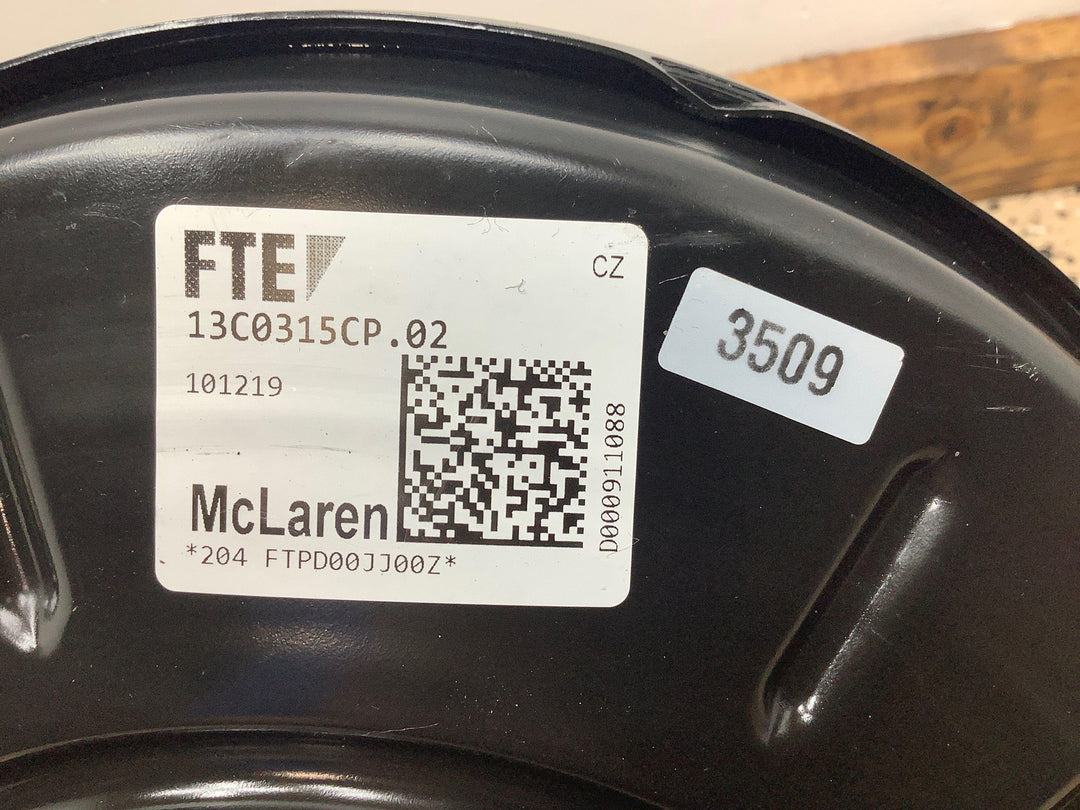 FTE
CZ
13C0315CP.02
101219
McLaren
*204 FTPD00JJ00Z*
D000911088
3509